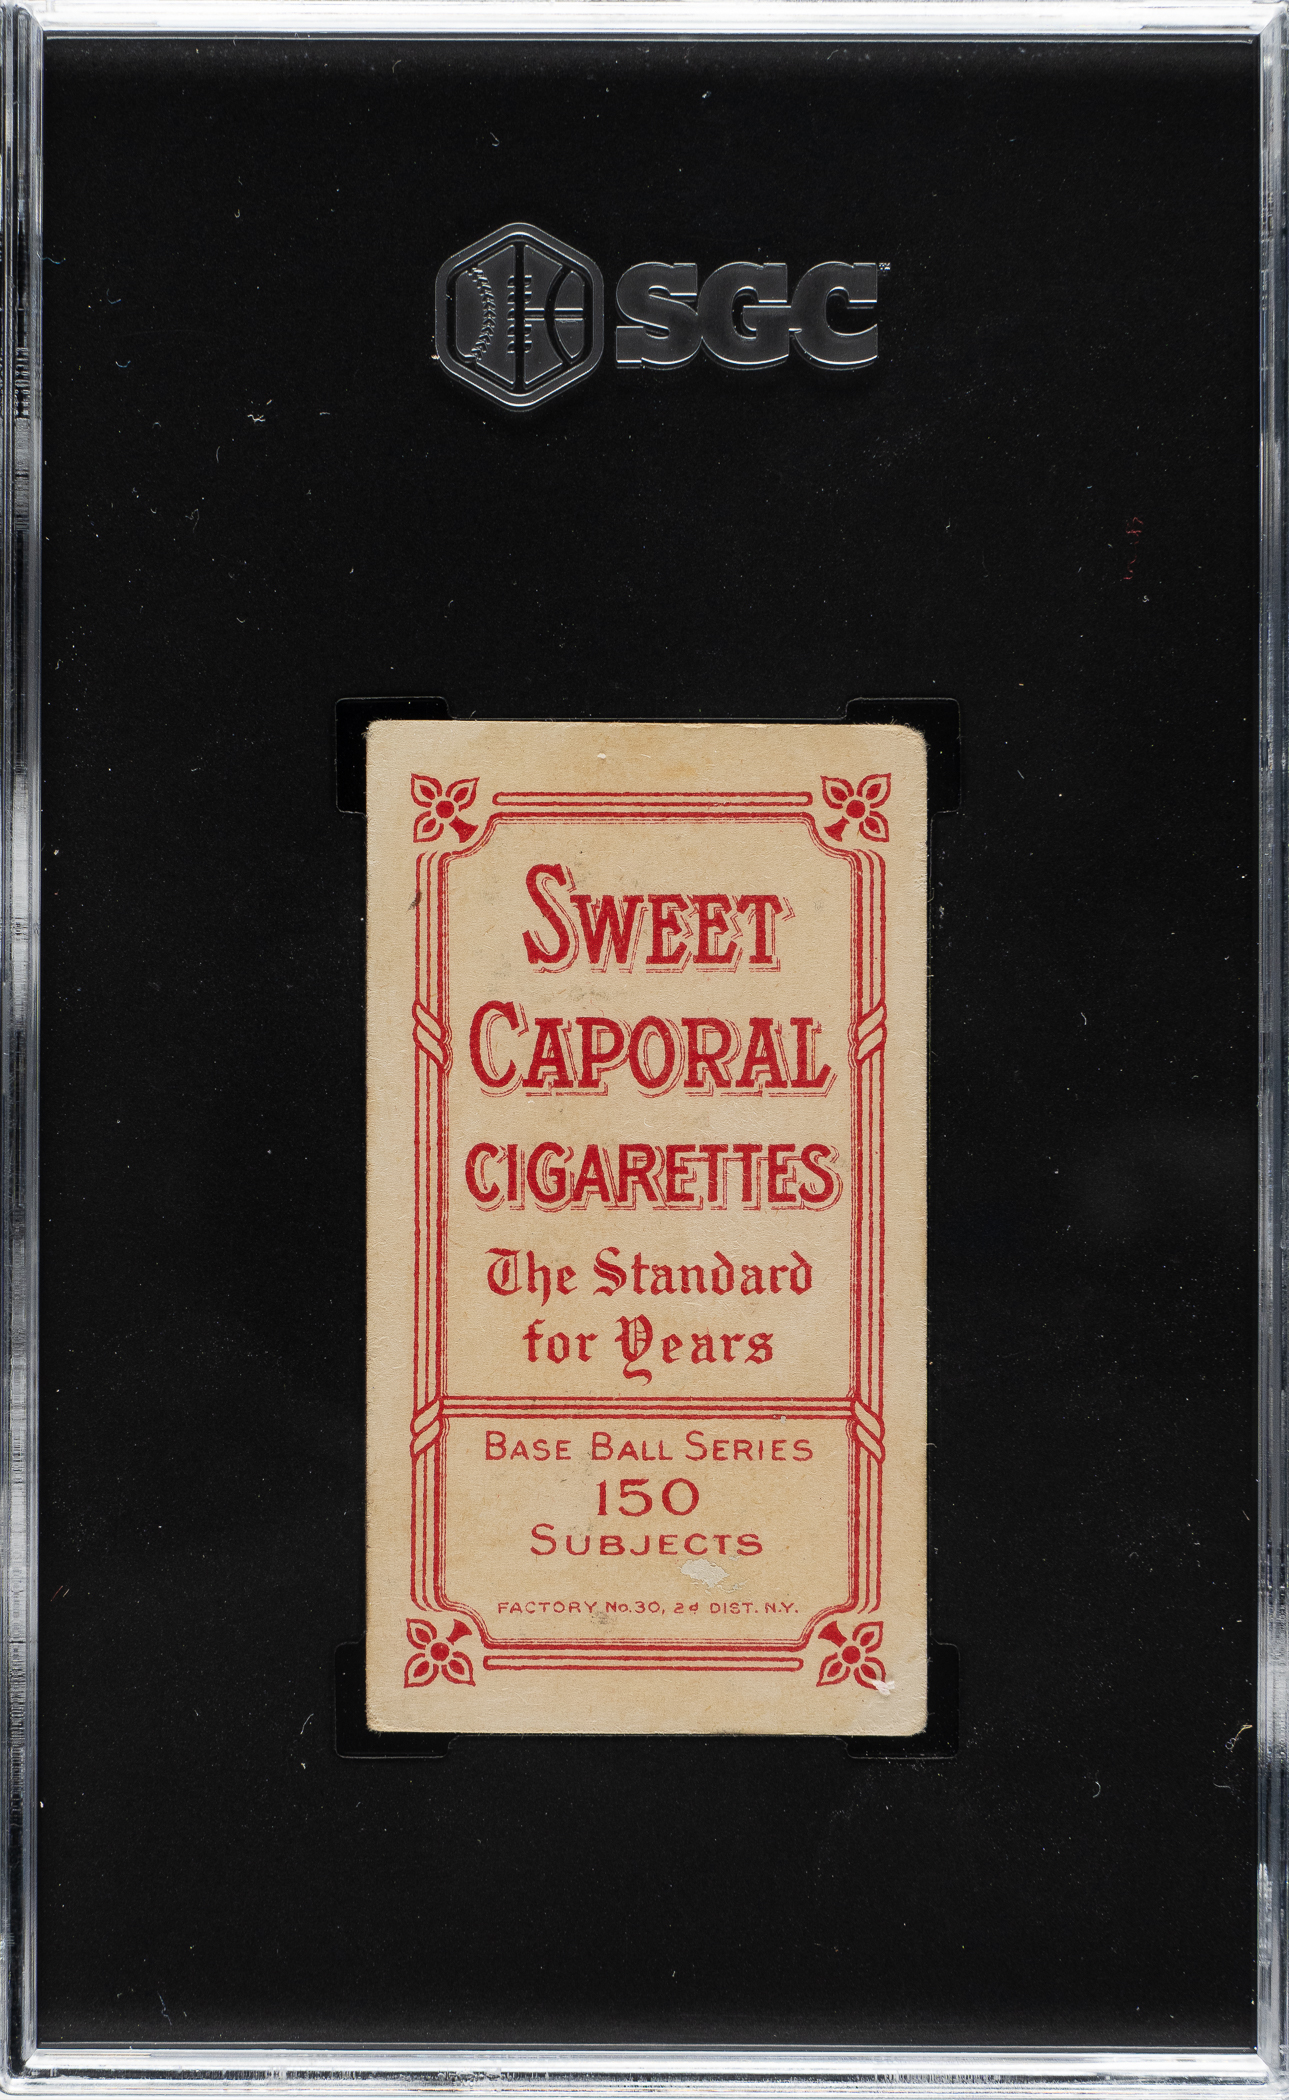 SGC
SWEET
CAPORAL
CIGARETTES
The Standard
for Years
BASE BALL SERIES
150
SUBJECTS
FACTORY No.30, 2d DIST. N.Y.